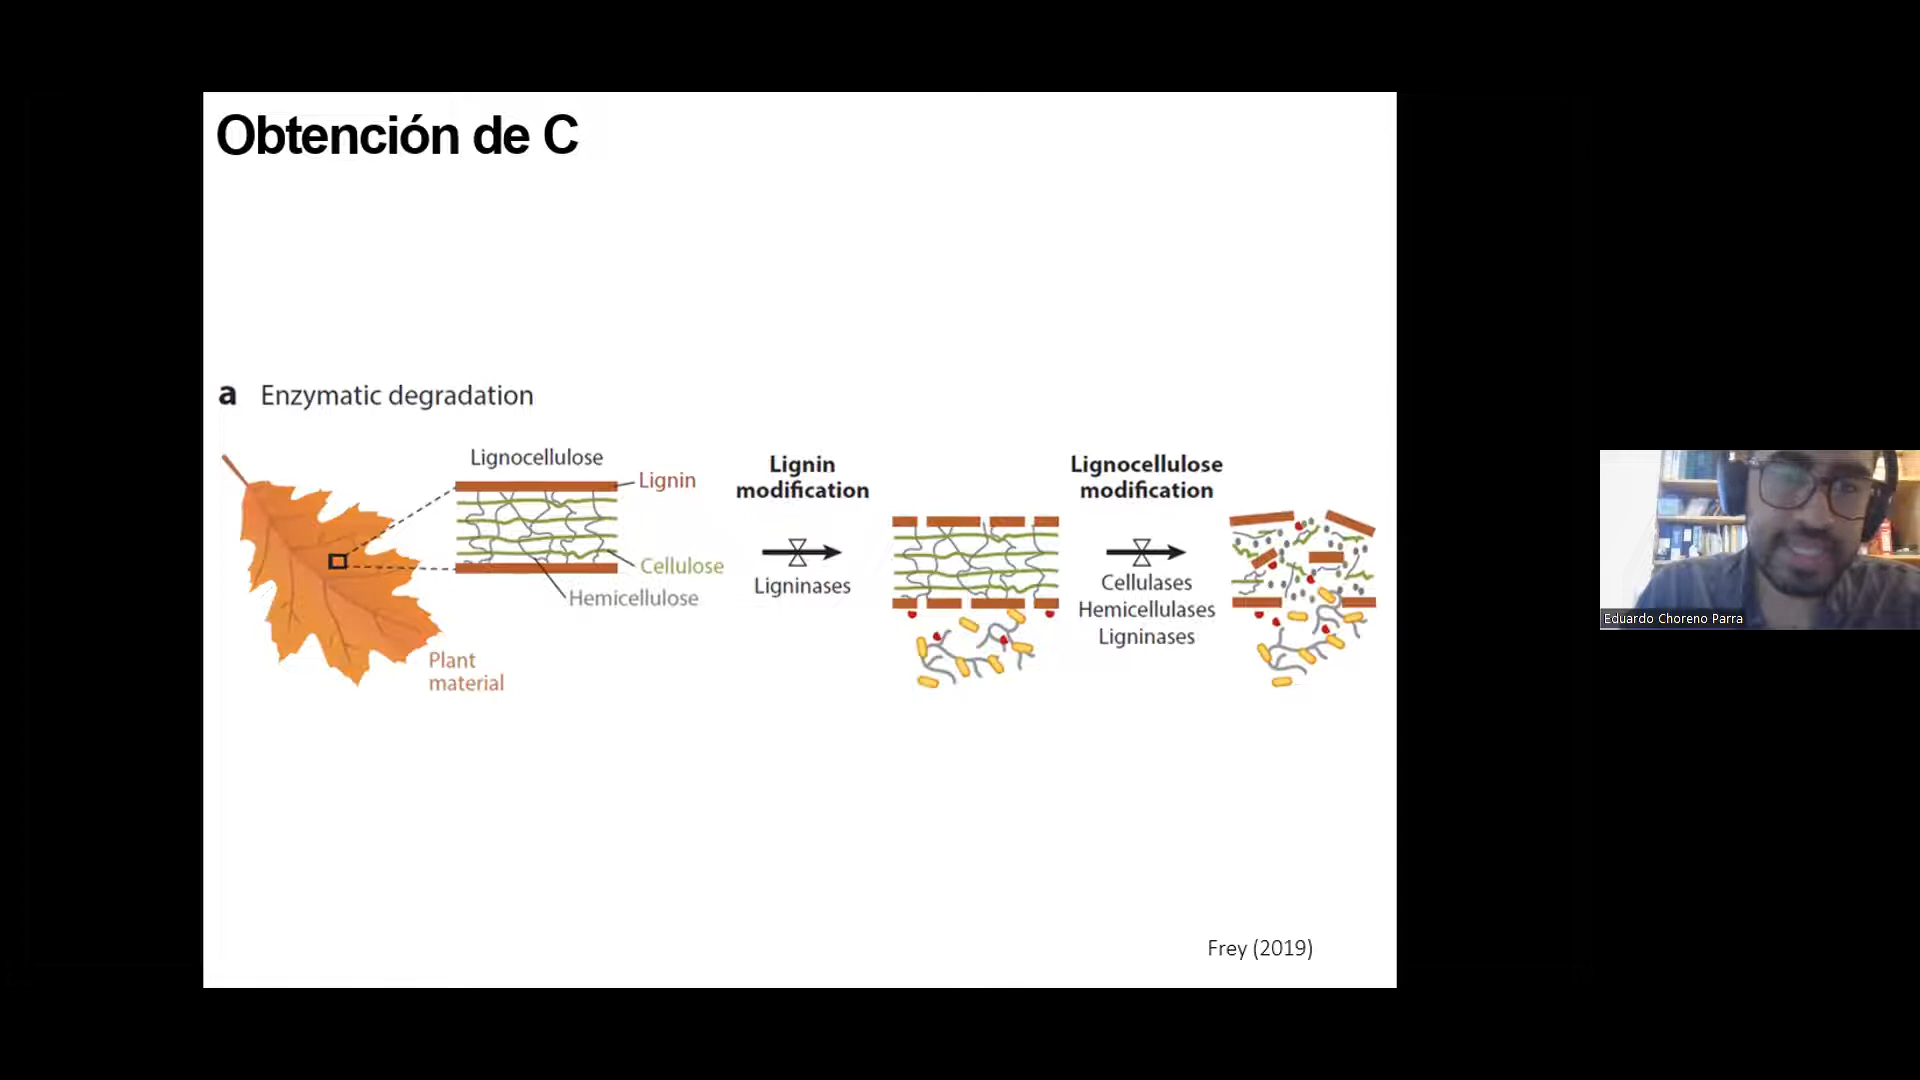 Obtención de C
a Enzymatic degradation
Lignocellulose
Lignin
Cellulose
Hemicellulose
Plant
material
Lignin
modification
Ligninases
Lignocellulose
modification
Cellulases
Hemicellulases
Ligninases
Frey (2019)
Eduardo Choreno Parra